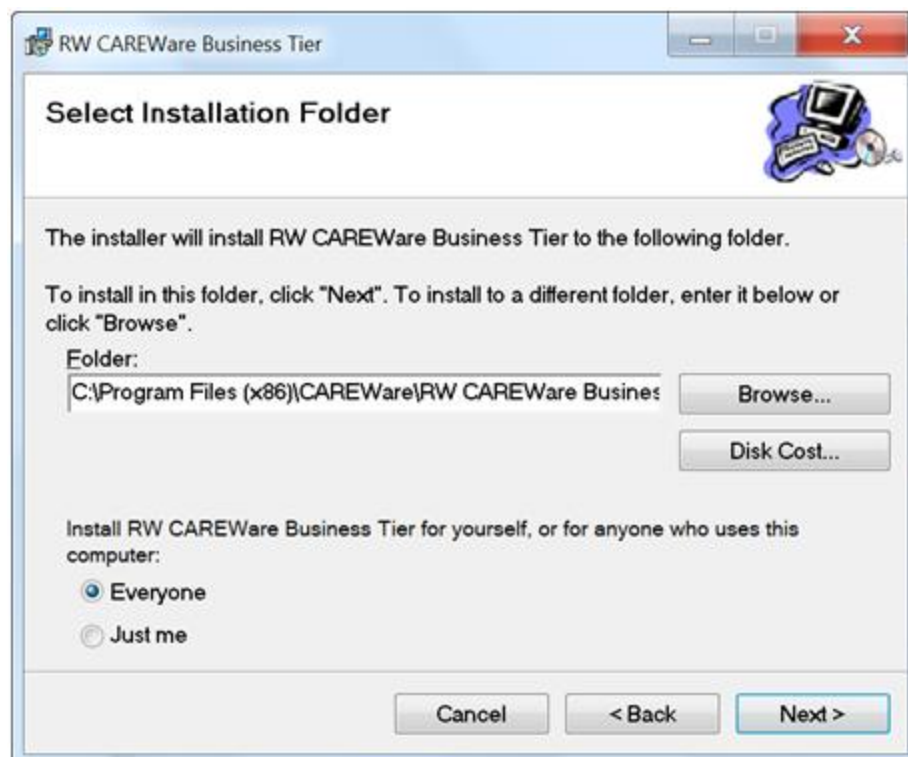 RW CAREWare Business Tier
Select Installation Folder
The installer will install RW CAREWare Business Tier to the following folder.
To install in this folder, click "Next". To install to a different folder, enter it below or
click "Browse".
Folder:
C:\Program Files (x86)\CAREWare\RW CAREWare Busines
Browse...
Disk Cost...
Install RW CAREWare Business Tier for yourself, or for anyone who uses this
computer:
Everyone
Just me
Cancel
< Back
Next >